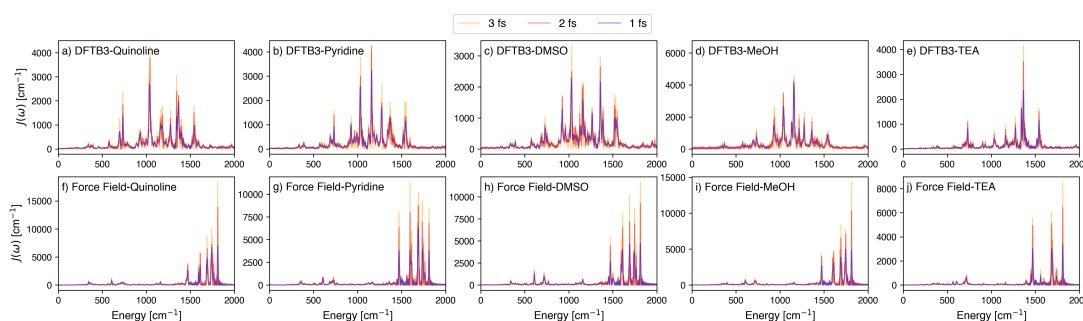 3 fs 2 fs 1 fs
a) DFTB3-Quinoline
b) DFTB3-Pyridine
c) DFTB3-DMSO
d) DFTB3-MeOH
e) DFTB3-TEA
J(ω) [cm⁻¹]
4000 3000 2000 1000 0
4000 3000 2000 1000 0
4000 3000 2000 1000 0
6000 4000 2000 0
4000 3000 2000 1000 0
0 500 1000 1500 2000
0 500 1000 1500 2000
0 500 1000 1500 2000
0 500 1000 1500 2000
0 500 1000 1500 2000
f) Force Field-Quinoline
g) Force Field-Pyridine
h) Force Field-DMSO
i) Force Field-MeOH
j) Force Field-TEA
J(ω) [cm⁻¹]
15000 10000 5000 0
10000 7500 5000 2500 0
10000 7500 5000 2500 0
15000 10000 5000 0
8000 6000 4000 2000 0
0 500 1000 1500 2000
0 500 1000 1500 2000
0 500 1000 1500 2000
0 500 1000 1500 2000
0 500 1000 1500 2000
Energy [cm⁻¹]
Energy [cm⁻¹]
Energy [cm⁻¹]
Energy [cm⁻¹]
Energy [cm⁻¹]